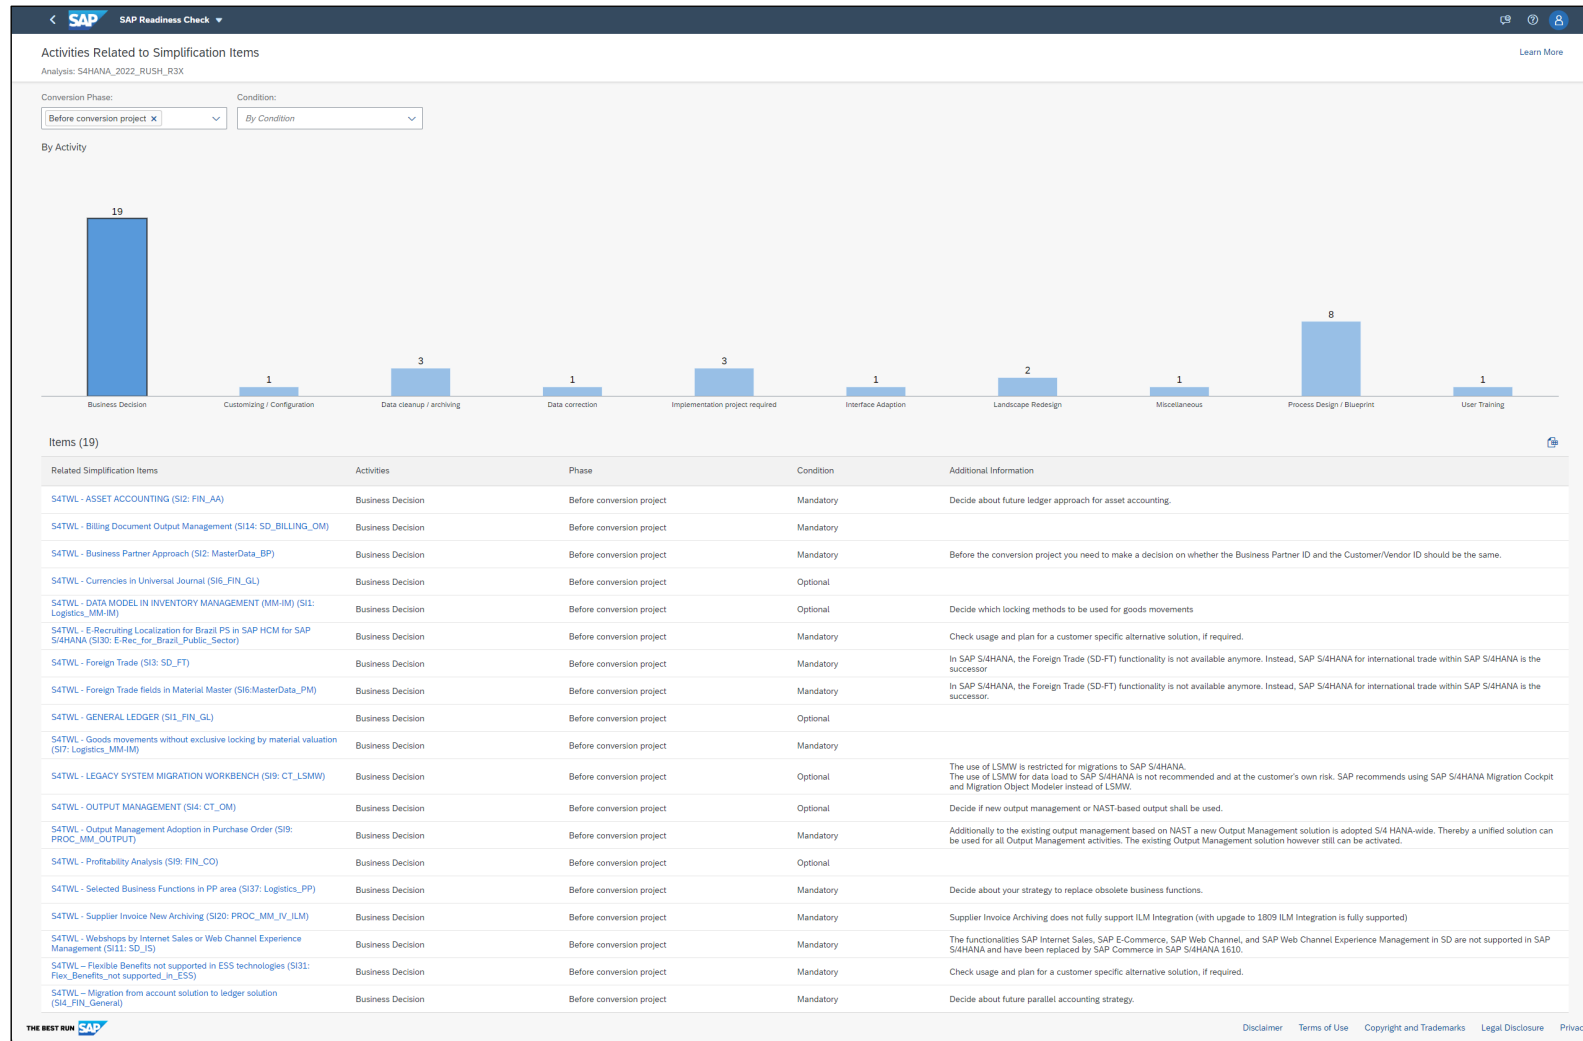 SAP SAP Readiness Check
Activities Related to Simplification Items
Learn More
Analysis: S4HANA_2022_RUSH_R3X
Conversion Phase:
Condition:
Before conversion project
By Condition
By Activity
19
1
3
1
3
1
2
1
8
1
Business Decision
Customizing / Configuration
Data cleanup / archiving
Data correction
Implementation project required
Interface Adaption
Landscape Redesign
Miscellaneous
Process Design / Blueprint
User Training
Items (19)
Related Simplification Items Activities Phase Condition Additional Information
S4TWL - ASSET ACCOUNTING (SI2: FIN_AA) Business Decision Before conversion project Mandatory Decide about future ledger approach for asset accounting.
S4TWL - Billing Document Output Management (SI14: SD_BILLING_OM) Business Decision Before conversion project Mandatory
S4TWL - Business Partner Approach (SI2: MasterData_BP) Business Decision Before conversion project Mandatory Before the conversion project you need to make a decision on whether the Business Partner ID and the Customer/Vendor ID should be the same.
S4TWL - Currencies in Universal Journal (SI6_FIN_GL) Business Decision Before conversion project Optional
S4TWL - DATA MODEL IN INVENTORY MANAGEMENT (MM-IM) (SI1:
Logistics_MM-IM)
Business Decision Before conversion project Optional Decide which locking methods to be used for goods movements
S4TWL - E-Recruiting Localization for Brazil PS in SAP HCM for SAP
S/4HANA (SI30: E-Rec_for_Brazil_Public_Sector)
Business Decision Before conversion project Mandatory Check usage and plan for a customer specific alternative solution, if required.
S4TWL - Foreign Trade (SI3: SD_FT) Business Decision Before conversion project Mandatory
In SAP S/4HANA, the Foreign Trade (SD-FT) functionality is not available anymore. Instead, SAP S/4HANA for international trade within SAP S/4HANA is the
successor
S4TWL - Foreign Trade fields in Material Master (SI6:MasterData_PM) Business Decision Before conversion project Mandatory
In SAP S/4HANA, the Foreign Trade (SD-FT) functionality is not available anymore. Instead, SAP S/4HANA for international trade within SAP S/4HANA is the
successor.
S4TWL - GENERAL LEDGER (SI1_FIN_GL) Business Decision Before conversion project Optional
S4TWL - Goods movements without exclusive locking by material valuation
(SI7: Logistics_MM-IM)
Business Decision Before conversion project Mandatory
S4TWL - LEGACY SYSTEM MIGRATION WORKBENCH (SI9: CT_LSMW) Business Decision Before conversion project Optional
The use of LSMW is restricted for migrations to SAP S/4HANA.
The use of LSMW for data load to SAP S/4HANA is not recommended and at the customer's own risk. SAP recommends using SAP S/4HANA Migration Cockpit
and Migration Object Modeler instead of LSMW.
S4TWL - OUTPUT MANAGEMENT (SI4: CT_OM) Business Decision Before conversion project Optional Decide if new output management or NAST-based output shall be used.
S4TWL - Output Management Adoption in Purchase Order (SI9:
PROC_MM_OUTPUT)
Business Decision Before conversion project Mandatory
Additionally to the existing output management based on NAST a new Output Management solution is adopted S/4 HANA-wide. Thereby a unified solution can
be used for all Output Management activities. The existing Output Management solution however still can be activated.
S4TWL - Profitability Analysis (SI9: FIN_CO) Business Decision Before conversion project Optional
S4TWL - Selected Business Functions in PP area (SI37: Logistics_PP) Business Decision Before conversion project Mandatory Decide about your strategy to replace obsolete business functions.
S4TWL - Supplier Invoice New Archiving (SI20: PROC_MM_IV_ILM) Business Decision Before conversion project Mandatory Supplier Invoice Archiving does not fully support ILM Integration (with upgade to 1809 ILM Integration is fully supported)
S4TWL - Webshops by Internet Sales or Web Channel Experience
Management (SI11: SD_IS)
Business Decision Before conversion project Mandatory
The functionalities SAP Internet Sales, SAP E-Commerce, SAP Web Channel, and SAP Web Channel Experience Management in SD are not supported in SAP
S/4HANA and have been replaced by SAP Commerce in SAP S/4HANA 1610.
S4TWL – Flexible Benefits not supported in ESS technologies (SI31:
Flex_Benefits_not supported_in_ESS)
Business Decision Before conversion project Mandatory Check usage and plan for a customer specific alternative solution, if required.
S4TWL – Migration from account solution to ledger solution
(SI4_FIN_General)
Business Decision Before conversion project Mandatory Decide about future parallel accounting strategy.
THE BEST RUN SAP
Disclaimer Terms of Use Copyright and Trademarks Legal Disclosure Privac